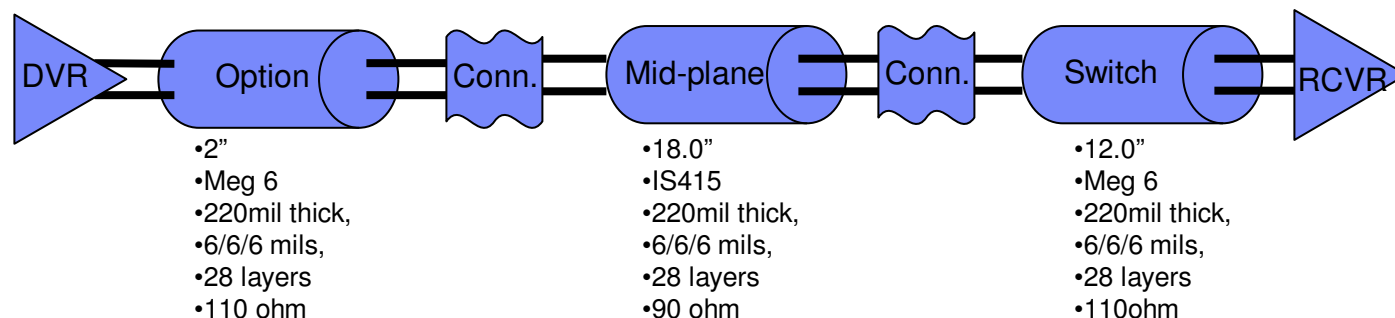 DVR
Option
Conn.
Mid-plane
Conn.
Switch
RCVR
•2”
•Meg 6
•220mil thick,
•6/6/6 mils,
•28 layers
•110 ohm
•18.0”
•IS415
•220mil thick,
•6/6/6 mils,
•28 layers
•90 ohm
•12.0”
•Meg 6
•220mil thick,
•6/6/6 mils,
•28 layers
•110ohm